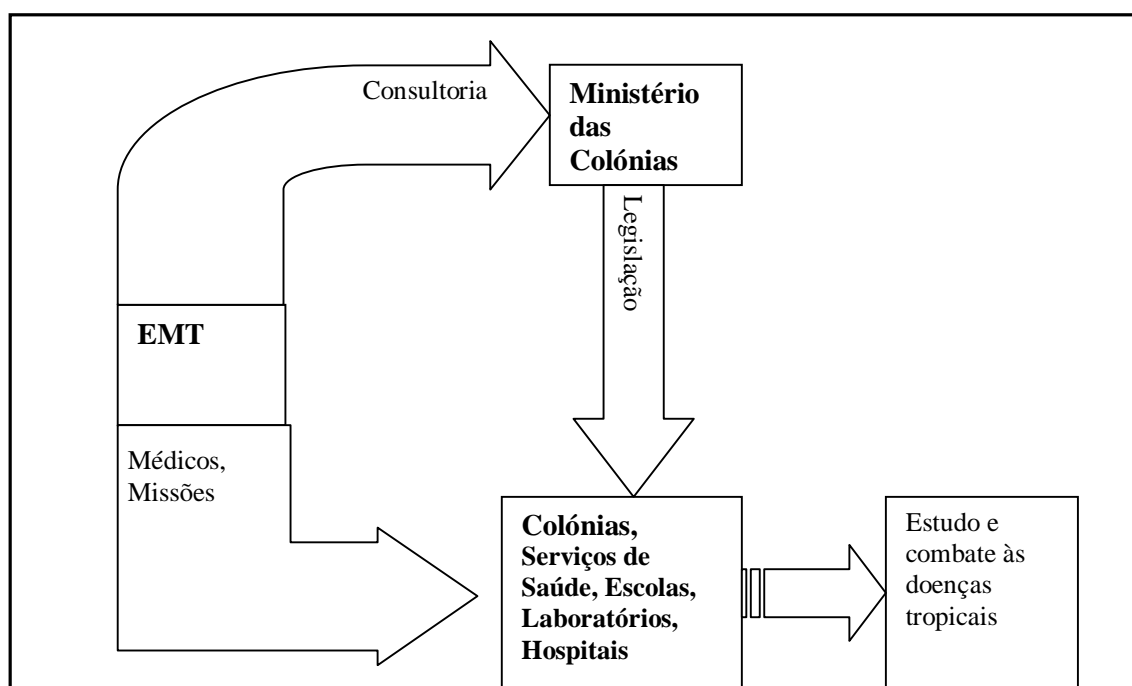 Consultoria
Ministério
das
Colónias
Legislação
EMT
Médicos,
Missões
Colónias,
Serviços de
Saúde, Escolas,
Laboratórios,
Hospitais
Estudo e
combate às
doenças
tropicais